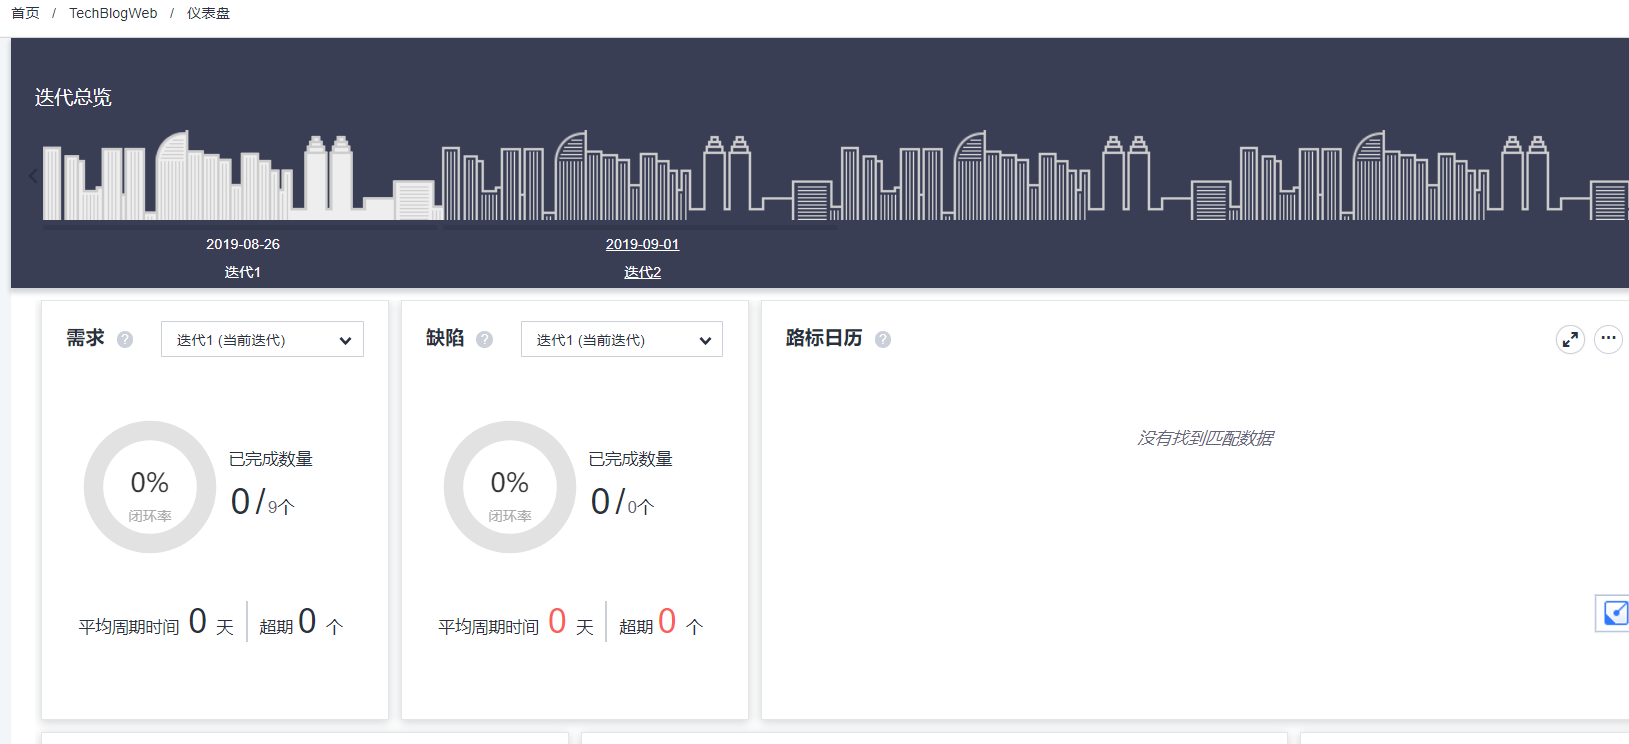 首页 / TechBlogWeb / 仪表盘
迭代总览
2019-08-26
迭代1
2019-09-01
迭代2
需求 ?
迭代1 (当前迭代)
0%
闭环率
已完成数量
0/9个
平均周期时间 0 天
超期 0 个
缺陷 ?
迭代1 (当前迭代)
0%
闭环率
已完成数量
0/0个
平均周期时间 0 天
超期 0 个
路标日历 ?
没有找到匹配数据